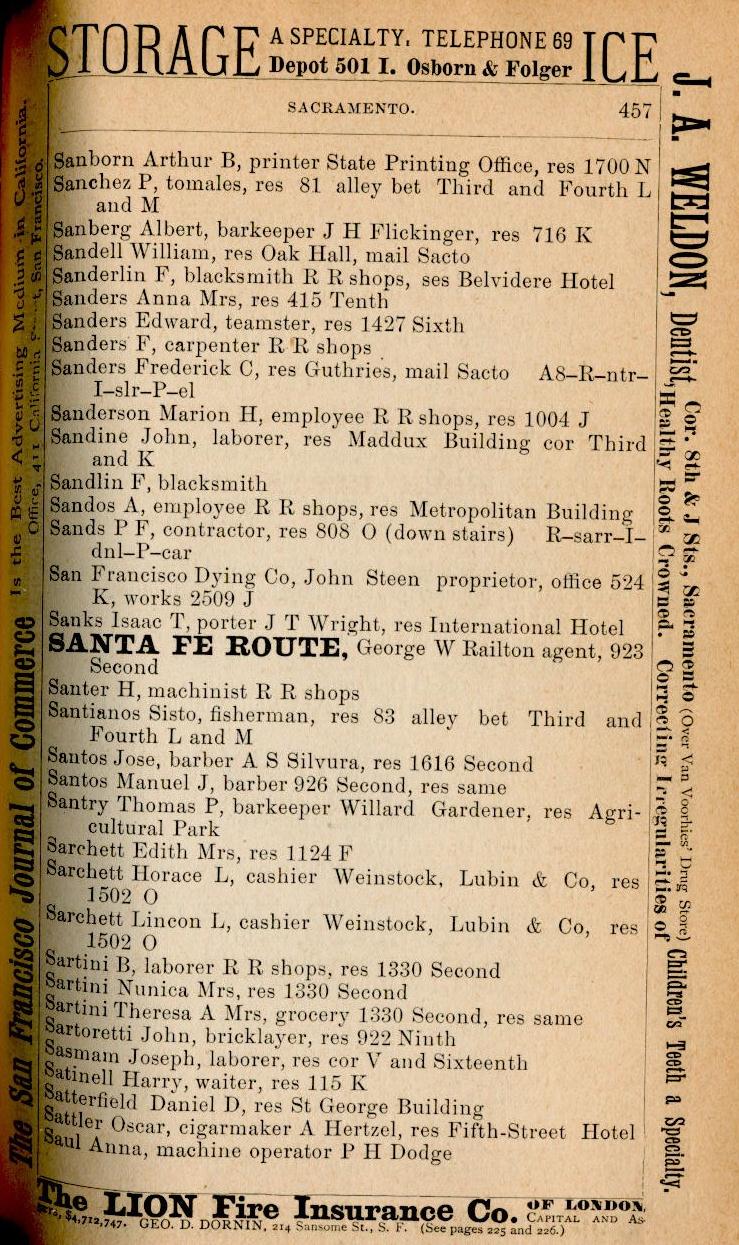 STORAGE A SPECIALTY, TELEPHONE 69 ICE
Depot 501 I. Osborn & Folger
SACRAMENTO. 457
Sanborn Arthur B, printer State Printing Office, res 1700 N
Sanchez P, tomales, res 81 alley bet Third and Fourth L
and M
Sanberg Albert, barkeeper J H Flickinger, res 716 K
Sandell William, res Oak Hall, mail Sacto
Sanderlin F, blacksmith R R shops, ses Belvidere Hotel
Sanders Anna Mrs, res 415 Tenth
Sanders Edward, teamster, res 1427 Sixth
Sanders F, carpenter R R shops
Sanders Frederick C, res Guthries, mail Sacto A8–R–ntr–
I–slr–P–el
Sanderson Marion H, employee R R shops, res 1004 J
Sandine John, laborer, res Maddux Building cor Third
and K
Sandlin F, blacksmith
Sandos A, employee R R shops, res Metropolitan Building
Sands P F, contractor, res 808 O (down stairs) R–sarr–I–
dnl–P–car
San Francisco Dying Co, John Steen proprietor, office 524
K, works 2509 J
Sanks Isaac T, porter J T Wright, res International Hotel
SANTA FE ROUTE, George W Railton agent, 923
Second
Santer H, machinist R R shops
Santianos Sisto, fisherman, res 83 alley bet Third and
Fourth L and M
Santos Jose, barber A S Silvura, res 1616 Second
Santos Manuel J, barber 926 Second, res same
Santry Thomas P, barkeeper Willard Gardener, res Agri-
cultural Park
Sarchett Edith Mrs, res 1124 F
Sarchett Horace L, cashier Weinstock, Lubin & Co, res
1502 O
Sarchett Lincon L, cashier Weinstock, Lubin & Co, res
1502 O
Sartini B, laborer R R shops, res 1330 Second
Sartini Nunica Mrs, res 1330 Second
Sartini Theresa A Mrs, grocery 1330 Second, res same
Sartoretti John, bricklayer, res 922 Ninth
Sasmam Joseph, laborer, res cor V and Sixteenth
Satinell Harry, waiter, res 115 K
Satterfield Daniel D, res St George Building
Sattler Oscar, cigarmaker A Hertzel, res Fifth-Street Hotel
Saul Anna, machine operator P H Dodge
The LION Fire Insurance Co. OF LONDON,
CAPITAL AND AS-
$4,712,747. GEO. D. DORNIN, 214 Sansome St., S. F. (See pages 225 and 226.)
The San Francisco Journal of Commerce Is the Best Advertising Medium in California.
Office, 411 California San Francisco.
J. A. WELDON, Dentist, Cor. 8th & J Sts., Sacramento (Over Van Voorhies' Drug Store) Children's Teeth a Specialty.
Healthy Roots Crowned. Correcting Irregularities of